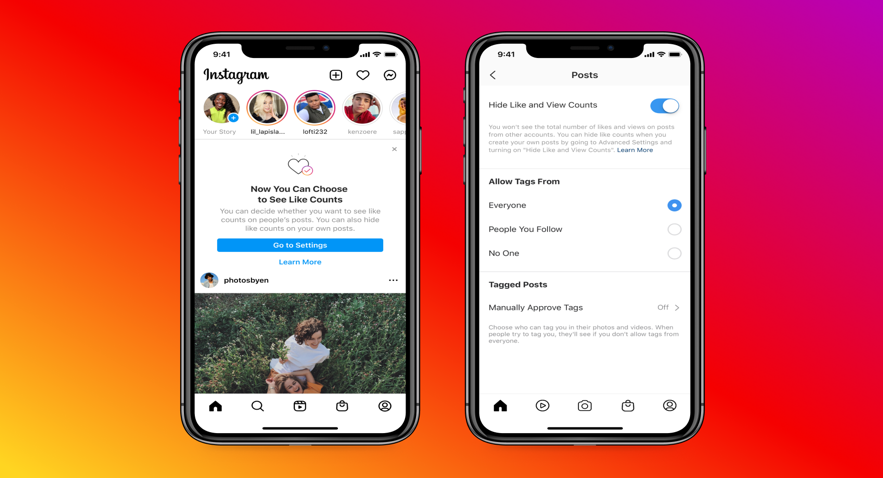 9:41
Instagram
Your Story
lil_lapisla...
lofti232
kenzoere
Now You Can Choose
to See Like Counts
You can decide whether you want to see like
counts on people's posts. You can also hide
like counts on your own posts.
Go to Settings
Learn More
photosbyen
9:41
Posts
Hide Like and View Counts
You won't see the total number of likes and views on posts
from other accounts. You can hide like counts when you
create your own posts by going to Advanced Settings and
turning on "Hide Like and View Counts". Learn More
Allow Tags From
Everyone
People You Follow
No One
Tagged Posts
Manually Approve Tags Off
Choose who can tag you in their photos and videos. When
people try to tag you, they'll see if you don't allow tags from
everyone.